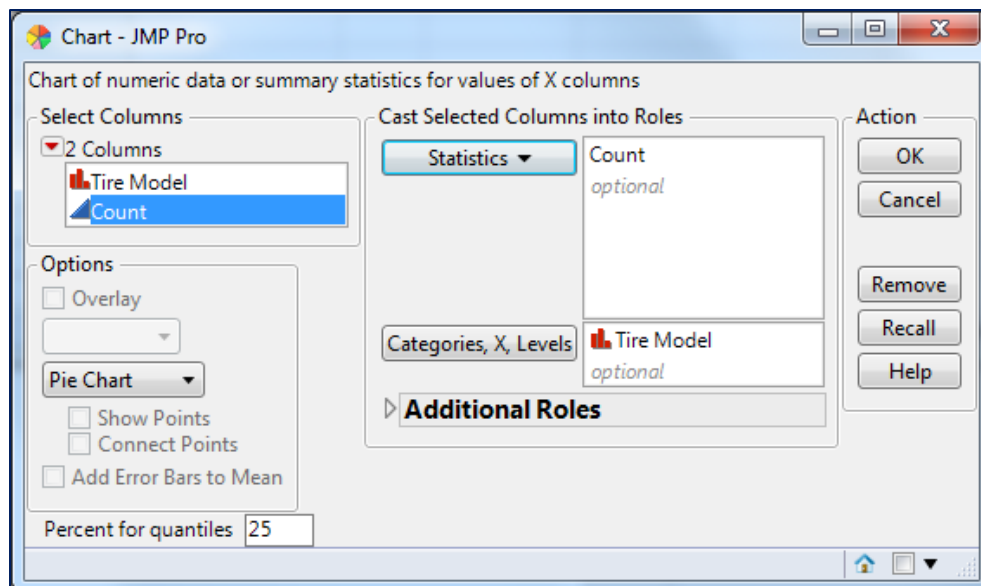 Chart - JMP Pro
Chart of numeric data or summary statistics for values of X columns
Select Columns
2 Columns
Tire Model
Count
Options
Overlay
Pie Chart
Show Points
Connect Points
Add Error Bars to Mean
Percent for quantiles 25
Cast Selected Columns into Roles
Statistics
Count
optional
Categories, X, Levels
Tire Model
optional
Additional Roles
Action
OK
Cancel
Remove
Recall
Help